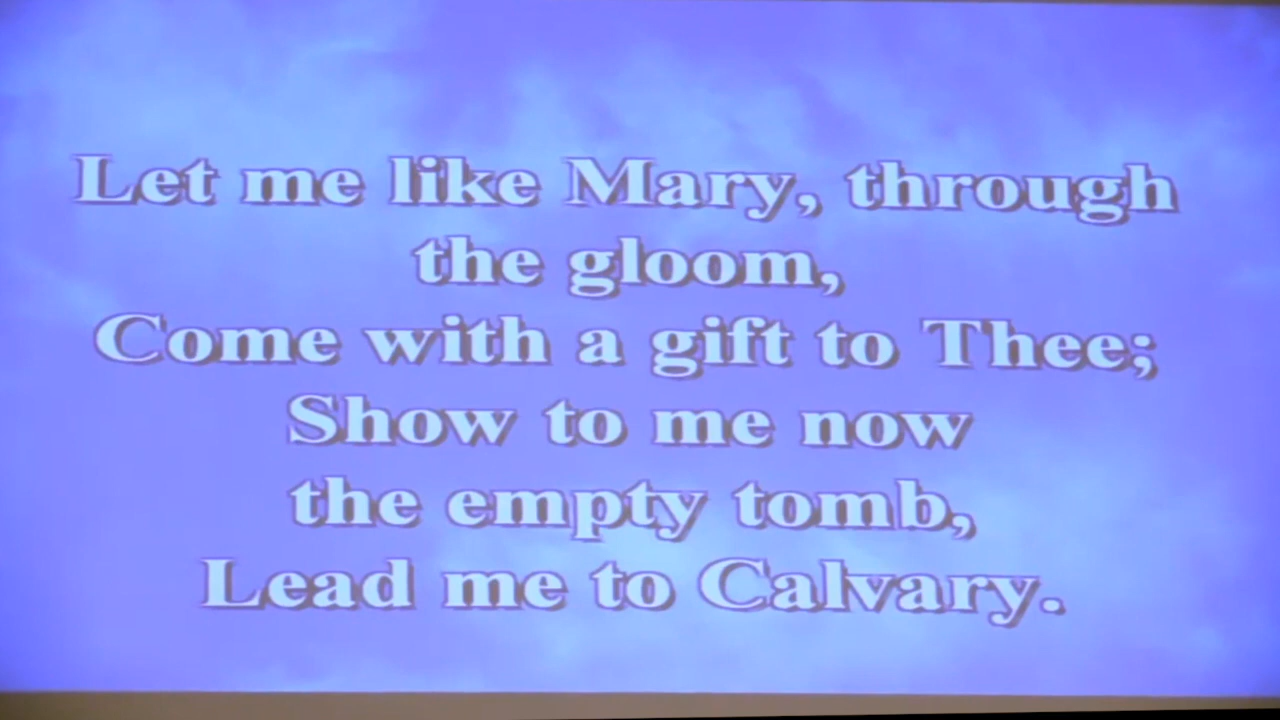 Let me like Mary, through
the gloom,
Come with a gift to Thee;
Show to me now
the empty tomb,
Lead me to Calvary.